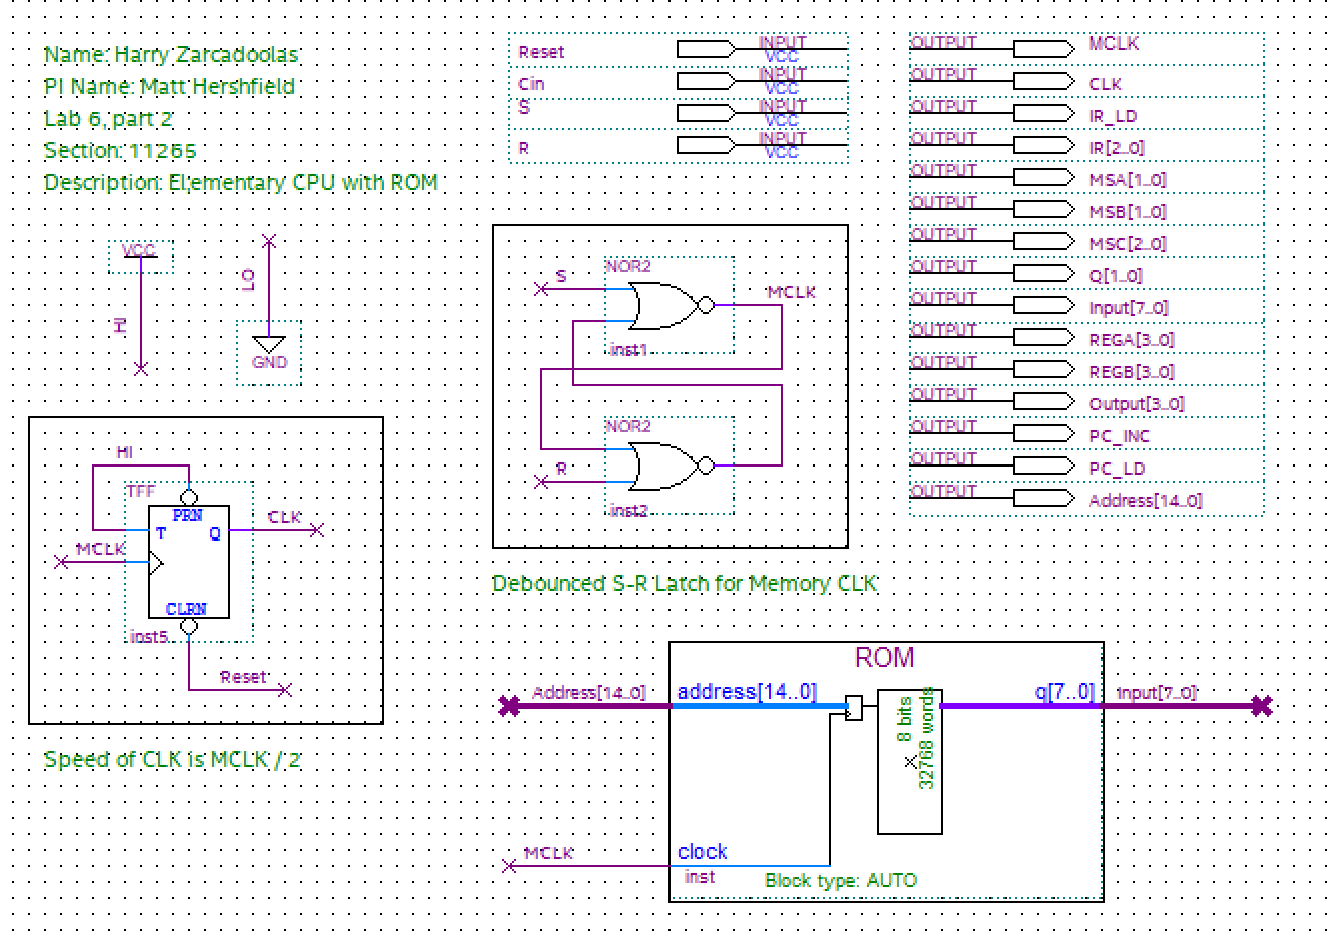 Name: Harry Zarcadoolas
PI Name: Matt Hershfield
Lab 6, part 2
Section: 11265
Description: Elementary CPU with ROM
Reset INPUT VCC
Cin INPUT VCC
S INPUT VCC
R INPUT VCC
OUTPUT MCLK
OUTPUT CLK
OUTPUT IR_LD
OUTPUT IR[2..0]
OUTPUT MSA[1..0]
OUTPUT MSB[1..0]
OUTPUT MSC[2..0]
OUTPUT Q[1..0]
OUTPUT Input[7..0]
OUTPUT REGA[3..0]
OUTPUT REGB[3..0]
OUTPUT Output[3..0]
OUTPUT PC_INC
OUTPUT PC_LD
OUTPUT Address[14..0]
VCC
HI
LO
GND
NOR2
S
MCLK
inst1
NOR2
R
inst2
Debounced S-R Latch for Memory CLK
HI
TFF
PRN
T Q
CLK
MCLK
CLRN
inst5
Reset
Speed of CLK is MCLK / 2
ROM
Address[14..0] address[14..0] q[7..0] Input[7..0]
8 bits
32768 words
MCLK clock
inst
Block type: AUTO